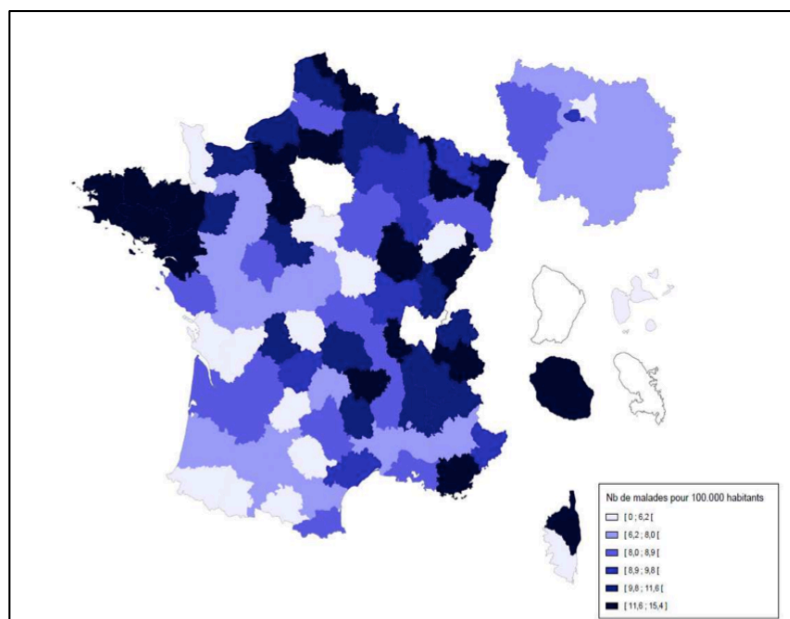 Nb de malades pour 100.000 habitants
[ 0 ; 6,2 [
[ 6,2 ; 8,0 [
[ 8,0 ; 8,9 [
[ 8,9 ; 9,8 [
[ 9,8 ; 11,6 [
[ 11,6 ; 15,4 ]